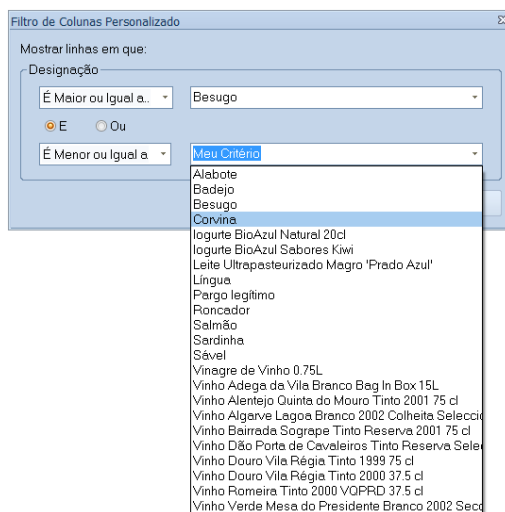 Filtro de Colunas Personalizado
Mostrar linhas em que:
Designação
É Maior ou Igual a.. Besugo
E Ou
É Menor ou Igual a Meu Critério
Alabote
Badejo
Besugo
Corvina
Iogurte BioAzul Natural 20cl
Iogurte BioAzul Sabores Kiwi
Leite Ultrapasteurizado Magro 'Prado Azul'
Língua
Pargo legítimo
Roncador
Salmão
Sardinha
Sável
Vinagre de Vinho 0.75L
Vinho Adega da Vila Branco Bag In Box 15L
Vinho Alentejo Quinta do Mouro Tinto 2001 75 cl
Vinho Algarve Lagoa Branco 2002 Colheita Seleccio
Vinho Bairrada Sogrape Tinto Reserva 2001 75 cl
Vinho Dão Porta de Cavaleiros Tinto Reserva Selec
Vinho Douro Vila Régia Tinto 1999 75 cl
Vinho Douro Vila Régia Tinto 2000 37.5 cl
Vinho Romeira Tinto 2000 VQPRD 37.5 cl
Vinho Verde Mesa do Presidente Branco 2002 Secc